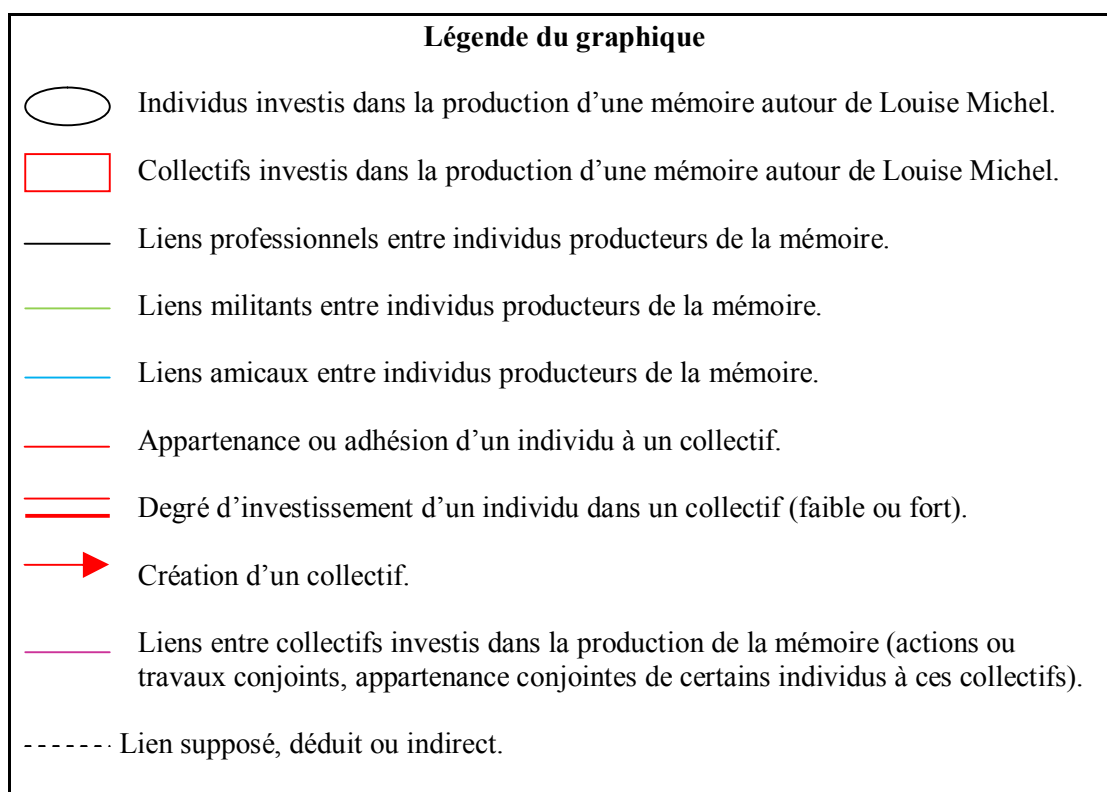 Légende du graphique
Individus investis dans la production d’une mémoire autour de Louise Michel.
Collectifs investis dans la production d’une mémoire autour de Louise Michel.
Liens professionnels entre individus producteurs de la mémoire.
Liens militants entre individus producteurs de la mémoire.
Liens amicaux entre individus producteurs de la mémoire.
Appartenance ou adhésion d’un individu à un collectif.
Degré d’investissement d’un individu dans un collectif (faible ou fort).
Création d’un collectif.
Liens entre collectifs investis dans la production de la mémoire (actions ou
travaux conjoints, appartenance conjointes de certains individus à ces collectifs).
Lien supposé, déduit ou indirect.